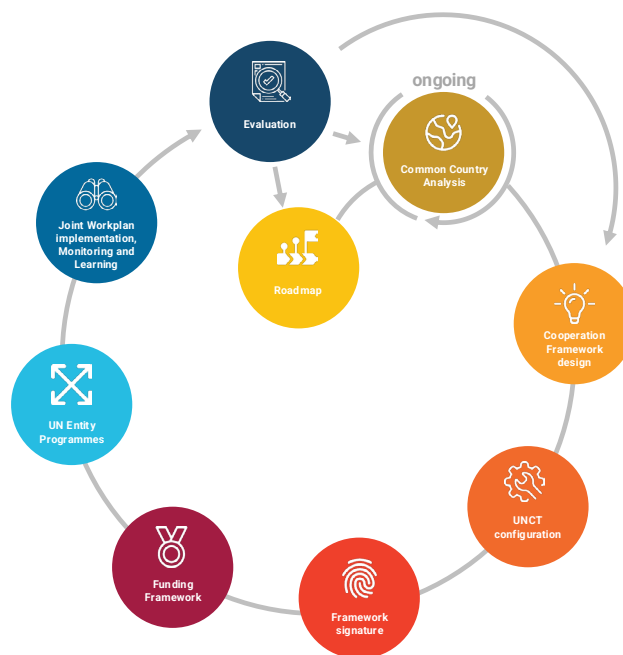 ongoing
Evaluation
Common Country
Analysis
Joint Workplan
implementation,
Monitoring and
Learning
Roadmap
Cooperation
Framework
design
UN Entity
Programmes
UNCT
configuration
Funding
Framework
Framework
signature